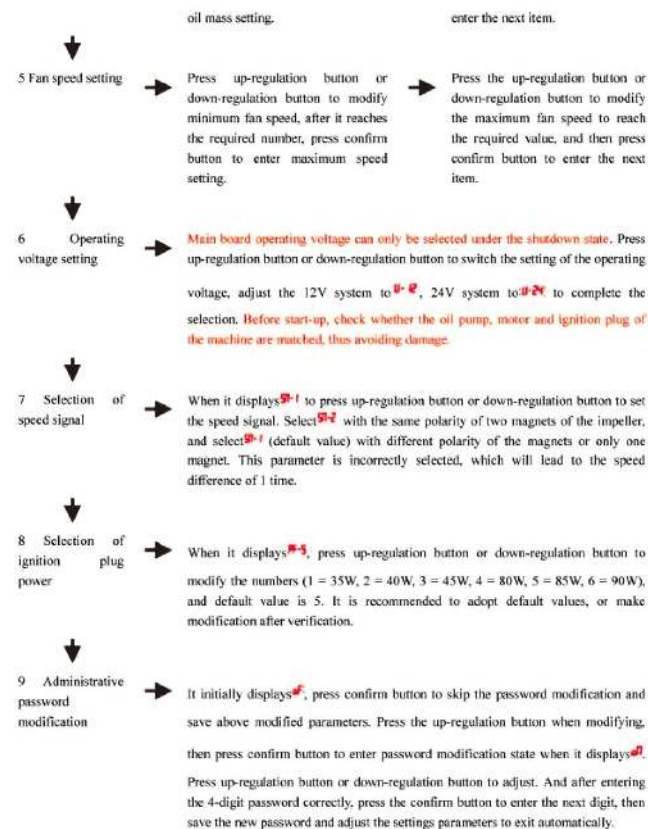 oil mass setting.
enter the next item.
5 Fan speed setting
Press up-regulation button or
down-regulation button to modify
minimum fan speed, after it reaches
the required number, press confirm
button to enter maximum speed
setting.
Press the up-regulation button or
down-regulation button to modify
the maximum fan speed to reach
the required value, and then press
confirm button to enter the next
item.
6 Operating
voltage setting
Main board operating voltage can only be selected under the shutdown state. Press
up-regulation button or down-regulation button to switch the setting of the operating
voltage, adjust the 12V system to , 24V system to U-24 to complete the
selection. Before start-up, check whether the oil pump, motor and ignition plug of
the machine are matched, thus avoiding damage.
7 Selection of
speed signal
When it displays S1-1 to press up-regulation button or down-regulation button to set
the speed signal. Select S1-2 with the same polarity of two magnets of the impeller,
and select S1-1 (default value) with different polarity of the magnets or only one
magnet. This parameter is incorrectly selected, which will lead to the speed
difference of 1 time.
8 Selection of
ignition plug
power
When it displays , press up-regulation button or down-regulation button to
modify the numbers (1 = 35W, 2 = 40W, 3 = 45W, 4 = 80W, 5 = 85W, 6 = 90W),
and default value is 5. It is recommended to adopt default values, or make
modification after verification.
9 Administrative
password
modification
It initially displays , press confirm button to skip the password modification and
save above modified parameters. Press the up-regulation button when modifying,
then press confirm button to enter password modification state when it displays .
Press up-regulation button or down-regulation button to adjust. And after entering
the 4-digit password correctly, press the confirm button to enter the next digit, then
save the new password and adjust the settings parameters to exit automatically.